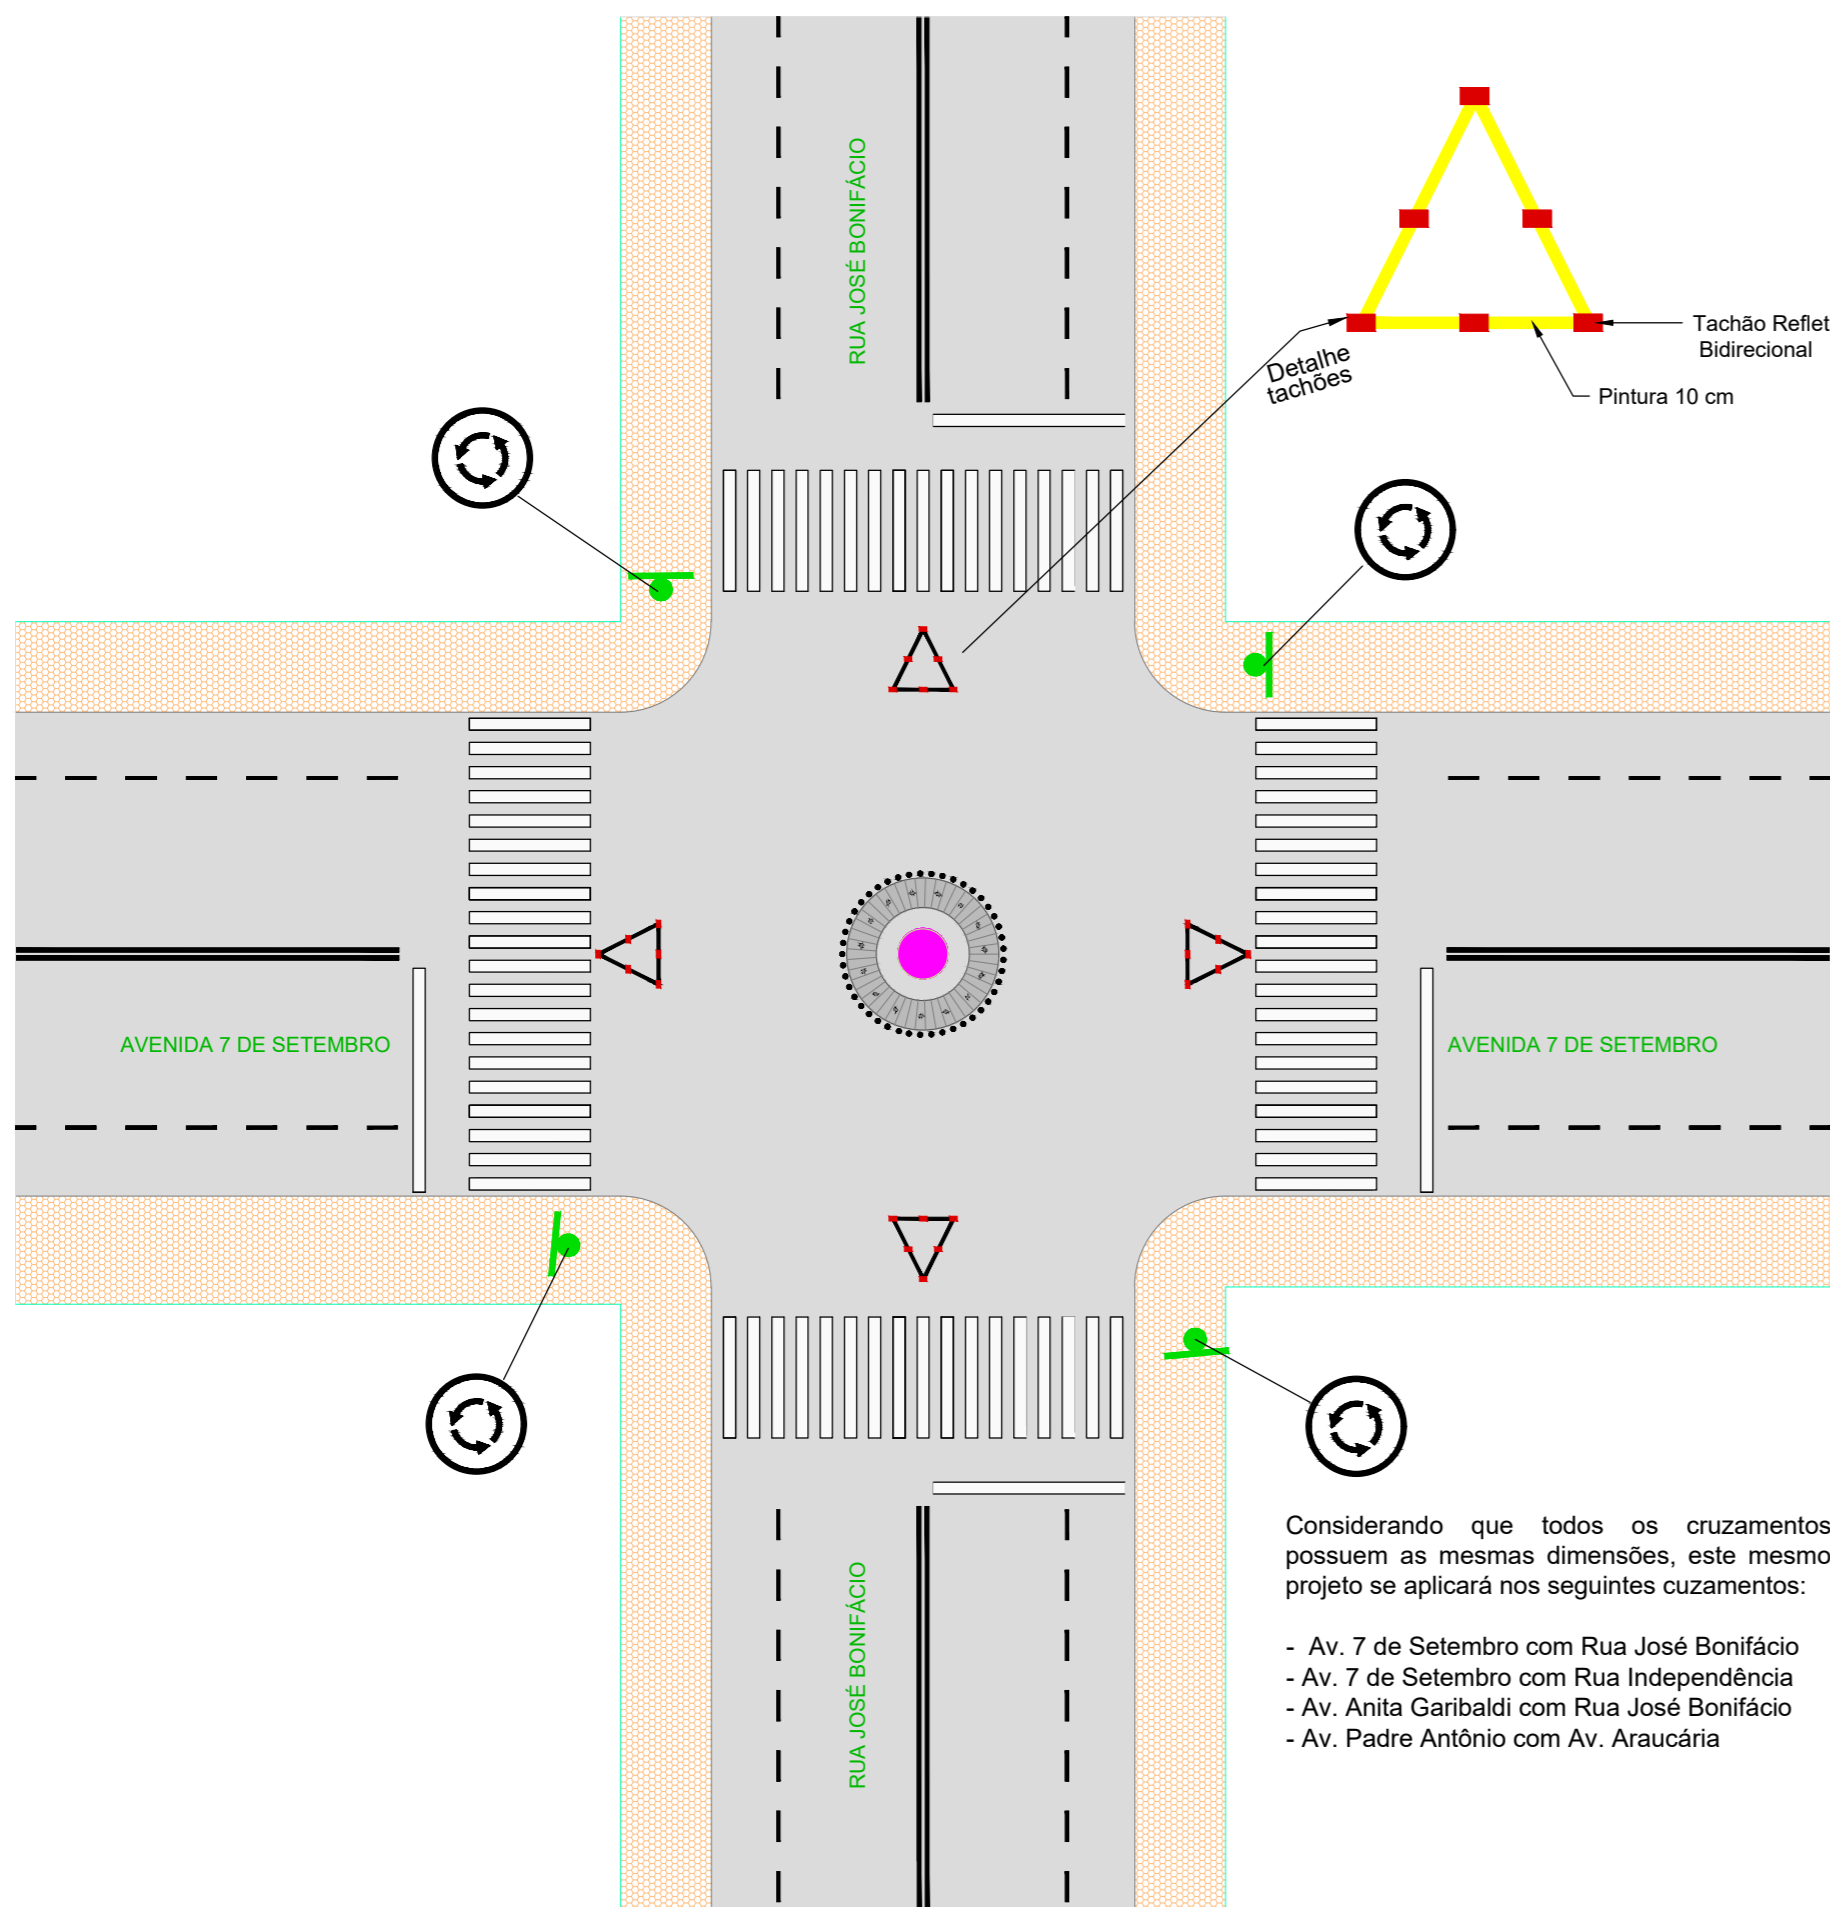 RUA JOSÉ BONIFÁCIO
Tachão Reflet
Bidirecional
Detalhe
tachões
Pintura 10 cm
AVENIDA 7 DE SETEMBRO
AVENIDA 7 DE SETEMBRO
RUA JOSÉ BONIFÁCIO
Considerando que todos os cruzamentos
possuem as mesmas dimensões, este mesmo
projeto se aplicará nos seguintes cuzamentos:
- Av. 7 de Setembro com Rua José Bonifácio
- Av. 7 de Setembro com Rua Independência
- Av. Anita Garibaldi com Rua José Bonifácio
- Av. Padre Antônio com Av. Araucária